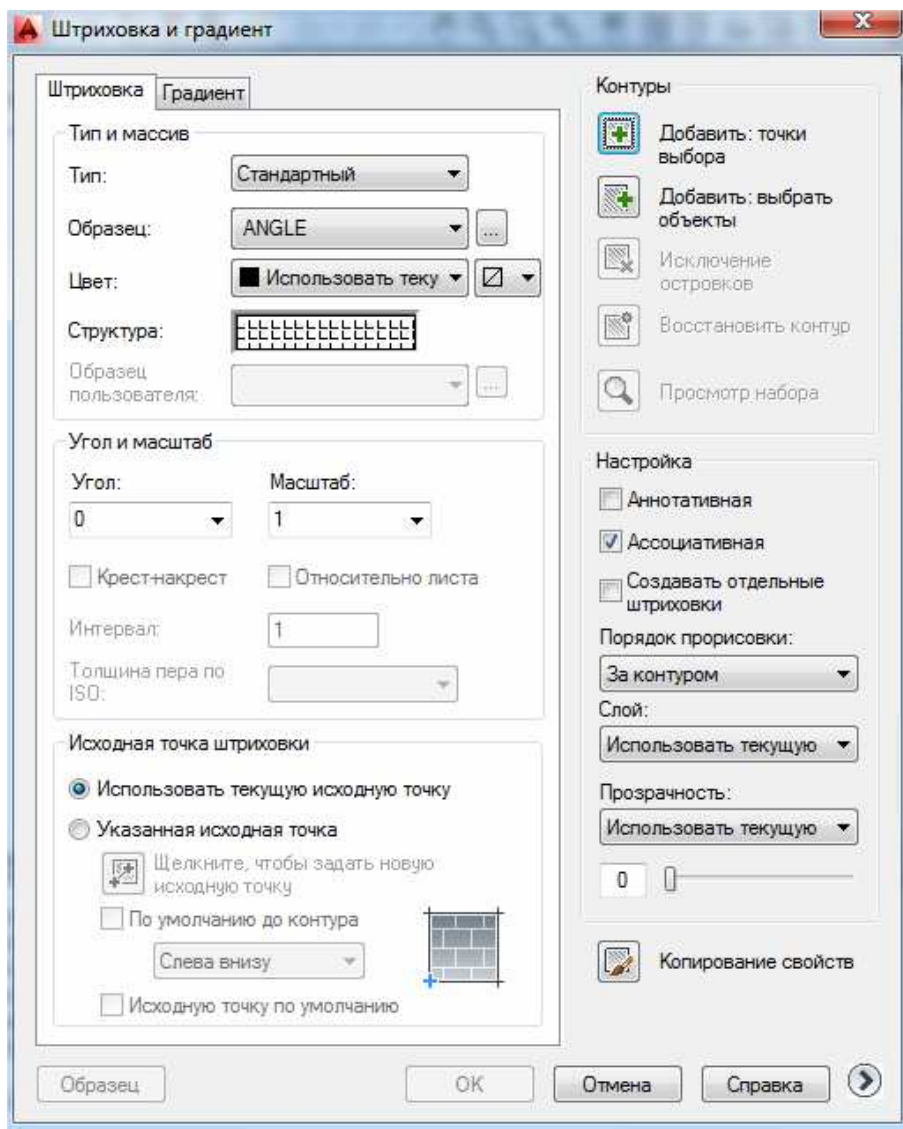 Штриховка и градиент
Штриховка
Градиент
Тип и массив
Тип:
Стандартный
Образец:
ANGLE
...
Цвет:
Использовать теку
Структура:
Образец
пользователя:
...
Угол и масштаб
Угол:
Масштаб:
0
1
Крест-накрест
Относительно листа
Интервал:
1
Толщина пера по
ISO:
Исходная точка штриховки
Использовать текущую исходную точку
Указанная исходная точка
Щелкните, чтобы задать новую
исходную точку
По умолчанию до контура
Слева внизу
Исходную точку по умолчанию
Контуры
Добавить: точки
выбора
Добавить: выбрать
объекты
Исключение
островков
Восстановить контур
Просмотр набора
Настройка
Аннотативная
Ассоциативная
Создавать отдельные
штриховки
Порядок прорисовки:
За контуром
Слой:
Использовать текущую
Прозрачность:
Использовать текущую
0
Копирование свойств
Образец
OK
Отмена
Справка